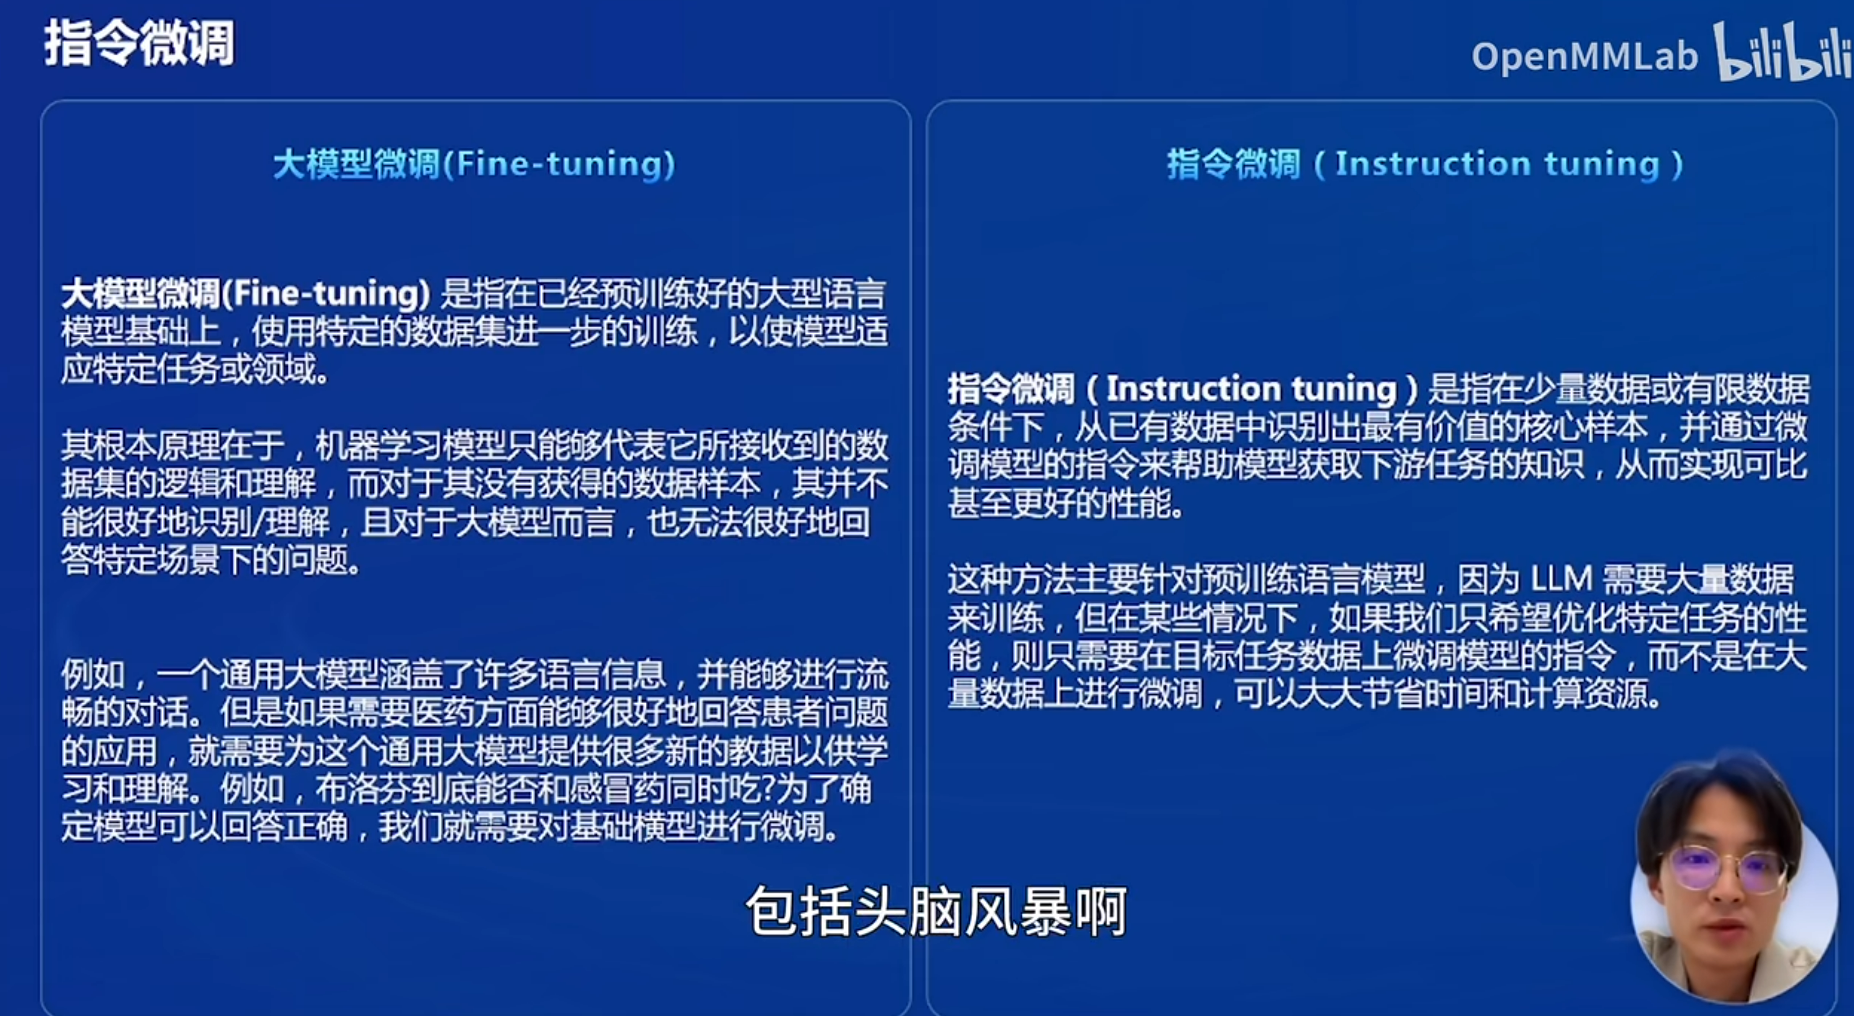 指令微调
OpenMMLab bilibili
大模型微调(Fine-tuning)
大模型微调(Fine-tuning) 是指在已经预训练好的大型语言
模型基础上，使用特定的数据集进一步的训练，以使模型适
应特定任务或领域。
其根本原理在于，机器学习模型只能够代表它所接收到的数
据集的逻辑和理解，而对于其没有获得的数据样本，其并不
能很好地识别/理解，且对于大模型而言，也无法很好地回
答特定场景下的问题。
例如，一个通用大模型涵盖了许多语言信息，并能够进行流
畅的对话。但是如果需要医药方面能够很好地回答患者问题
的应用，就需要为这个通用大模型提供很多新的教据以供学
习和理解。例如，布洛芬到底能否和感冒药同时吃?为了确
定模型可以回答正确，我们就需要对基础横型进行微调。
指令微调（Instruction tuning）
指令微调（Instruction tuning）是指在少量数据或有限数据
条件下，从已有数据中识别出最有价值的核心样本，并通过微
调模型的指令来帮助模型获取下游任务的知识，从而实现可比
甚至更好的性能。
这种方法主要针对预训练语言模型，因为 LLM 需要大量数据
来训练，但在某些情况下，如果我们只希望优化特定任务的性
能，则只需要在目标任务数据上微调模型的指令，而不是在大
量数据上进行微调，可以大大节省时间和计算资源。
包括头脑风暴啊